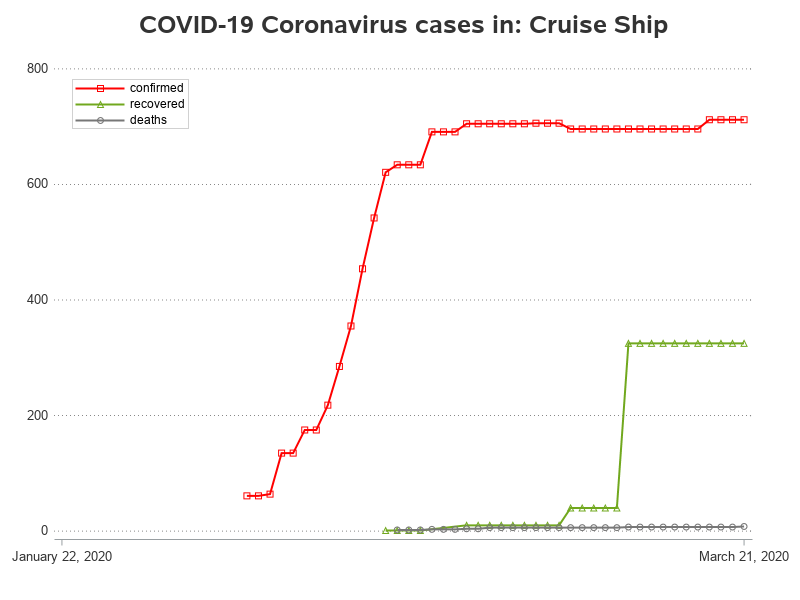 COVID-19 Coronavirus cases in: Cruise Ship
800
confirmed
recovered
deaths
600
400
200
0
January 22, 2020
March 21, 2020